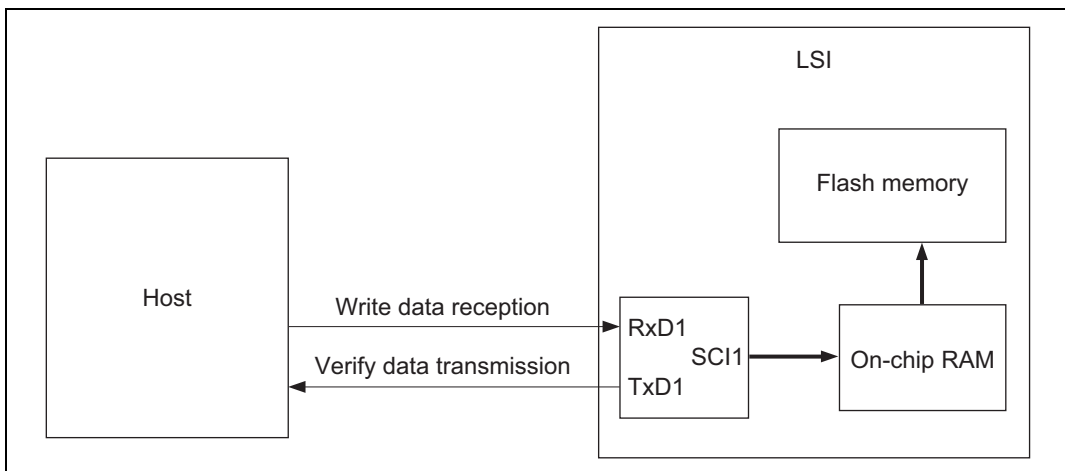 LSI
Flash memory
Host
Write data reception
RxD1
SCI1
On-chip RAM
Verify data transmission
TxD1